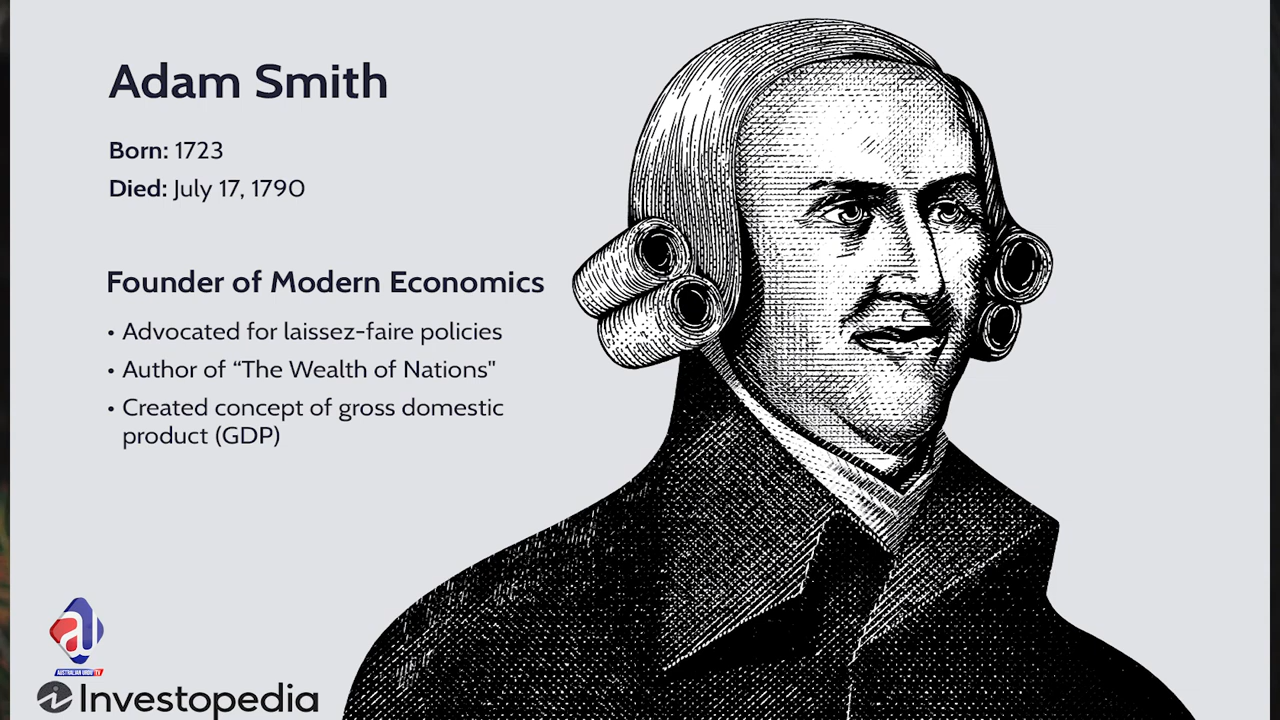 Adam Smith
Born: 1723
Died: July 17, 1790
Founder of Modern Economics
• Advocated for laissez-faire policies
• Author of “The Wealth of Nations"
• Created concept of gross domestic
product (GDP)
a
Investopedia